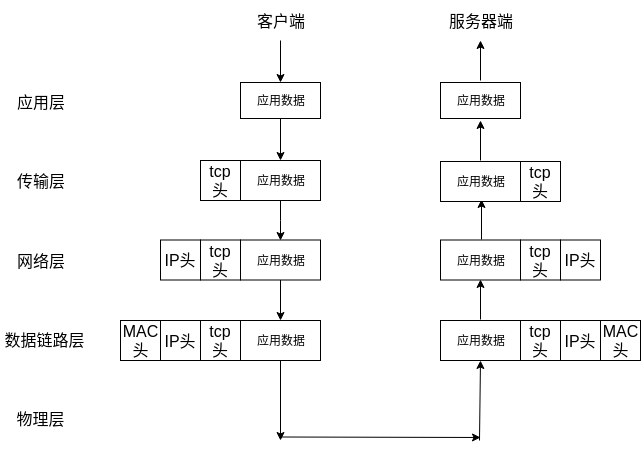 客户端 服务器端
应用层 应用数据 应用数据
传输层 tcp头 应用数据 应用数据 tcp头
网络层 IP头 tcp头 应用数据 应用数据 tcp头 IP头
数据链路层 MAC头 IP头 tcp头 应用数据 应用数据 tcp头 IP头 MAC头
物理层